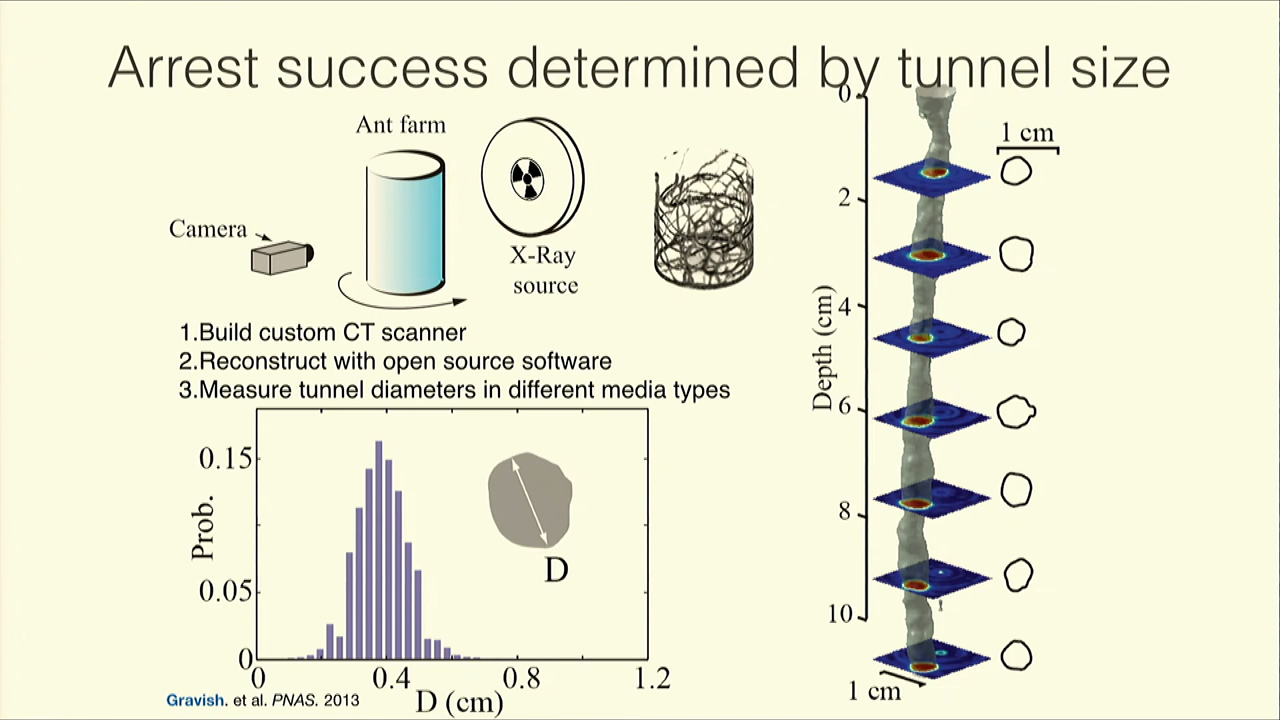 Arrest success determined by tunnel size
Ant farm
Camera
X-Ray
source
1.Build custom CT scanner
2.Reconstruct with open source software
3.Measure tunnel diameters in different media types
0.15
0.05
0
Prob.
D
0 0.4 0.8 1.2
D (cm)
Gravish. et al. PNAS. 2013
0
2
4
6
8
10
Depth (cm)
1 cm
1 cm